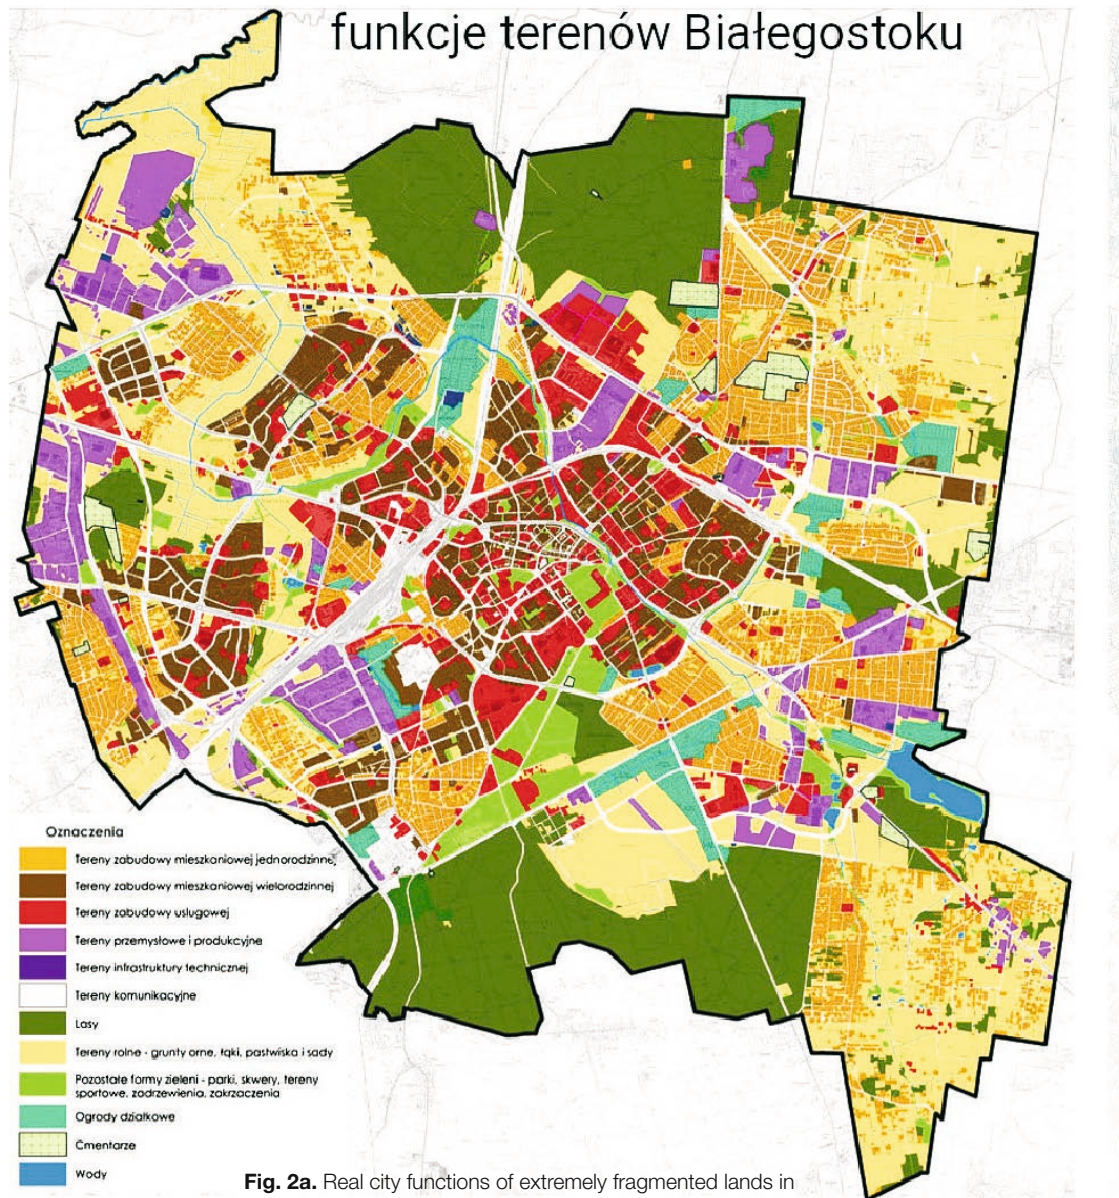 funkcje terenów Białegostoku
Oznaczenia
Tereny zabudowy mieszkaniowej jednorodzinnej
Tereny zabudowy mieszkaniowej wielorodzinnej
Tereny zabudowy usługowej
Tereny przemysłowe i produkcyjne
Tereny infrastruktury technicznej
Tereny komunikacyjne
Lasy
Tereny rolne - grunty orne, łąki, pastwiska i sady
Pozostałe formy zieleni - parki, skwery, tereny
sportowe, zadrzewienia, zakrzaczenia
Ogrody działkowe
Cmentarze
Wody
Fig. 2a. Real city functions of extremely fragmented lands in